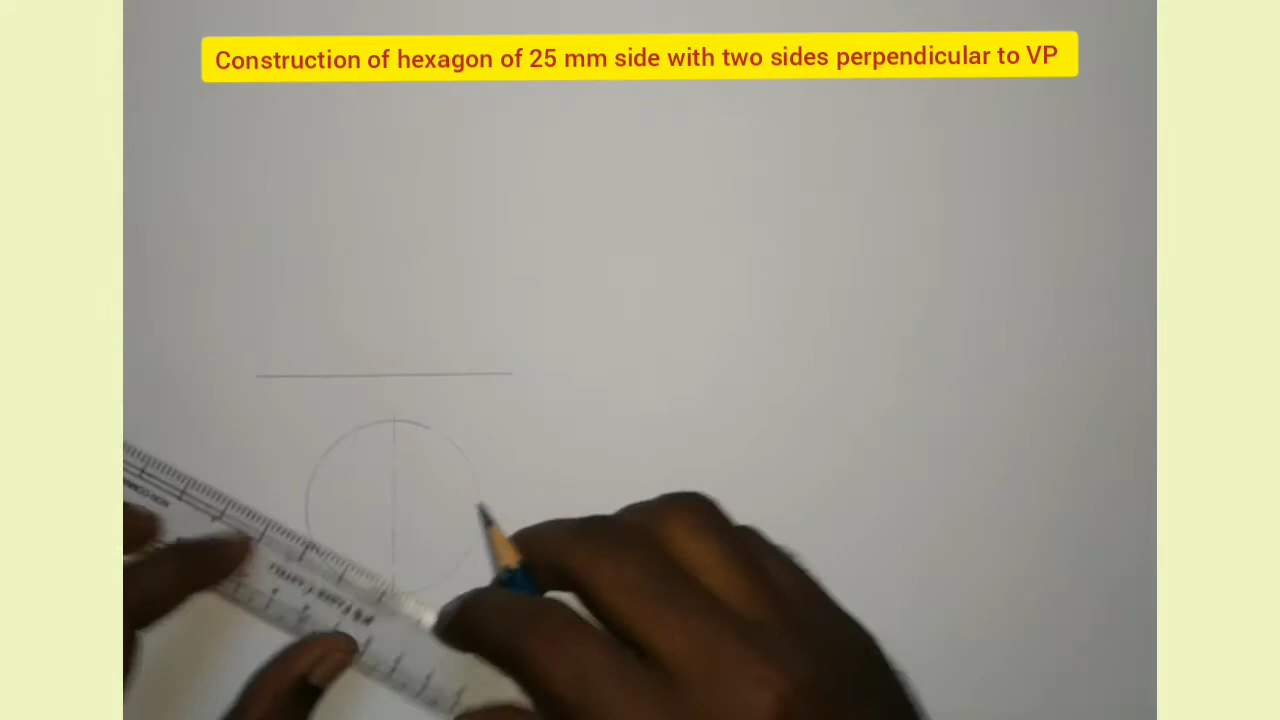 Construction of hexagon of 25 mm side with two sides perpendicular to VP